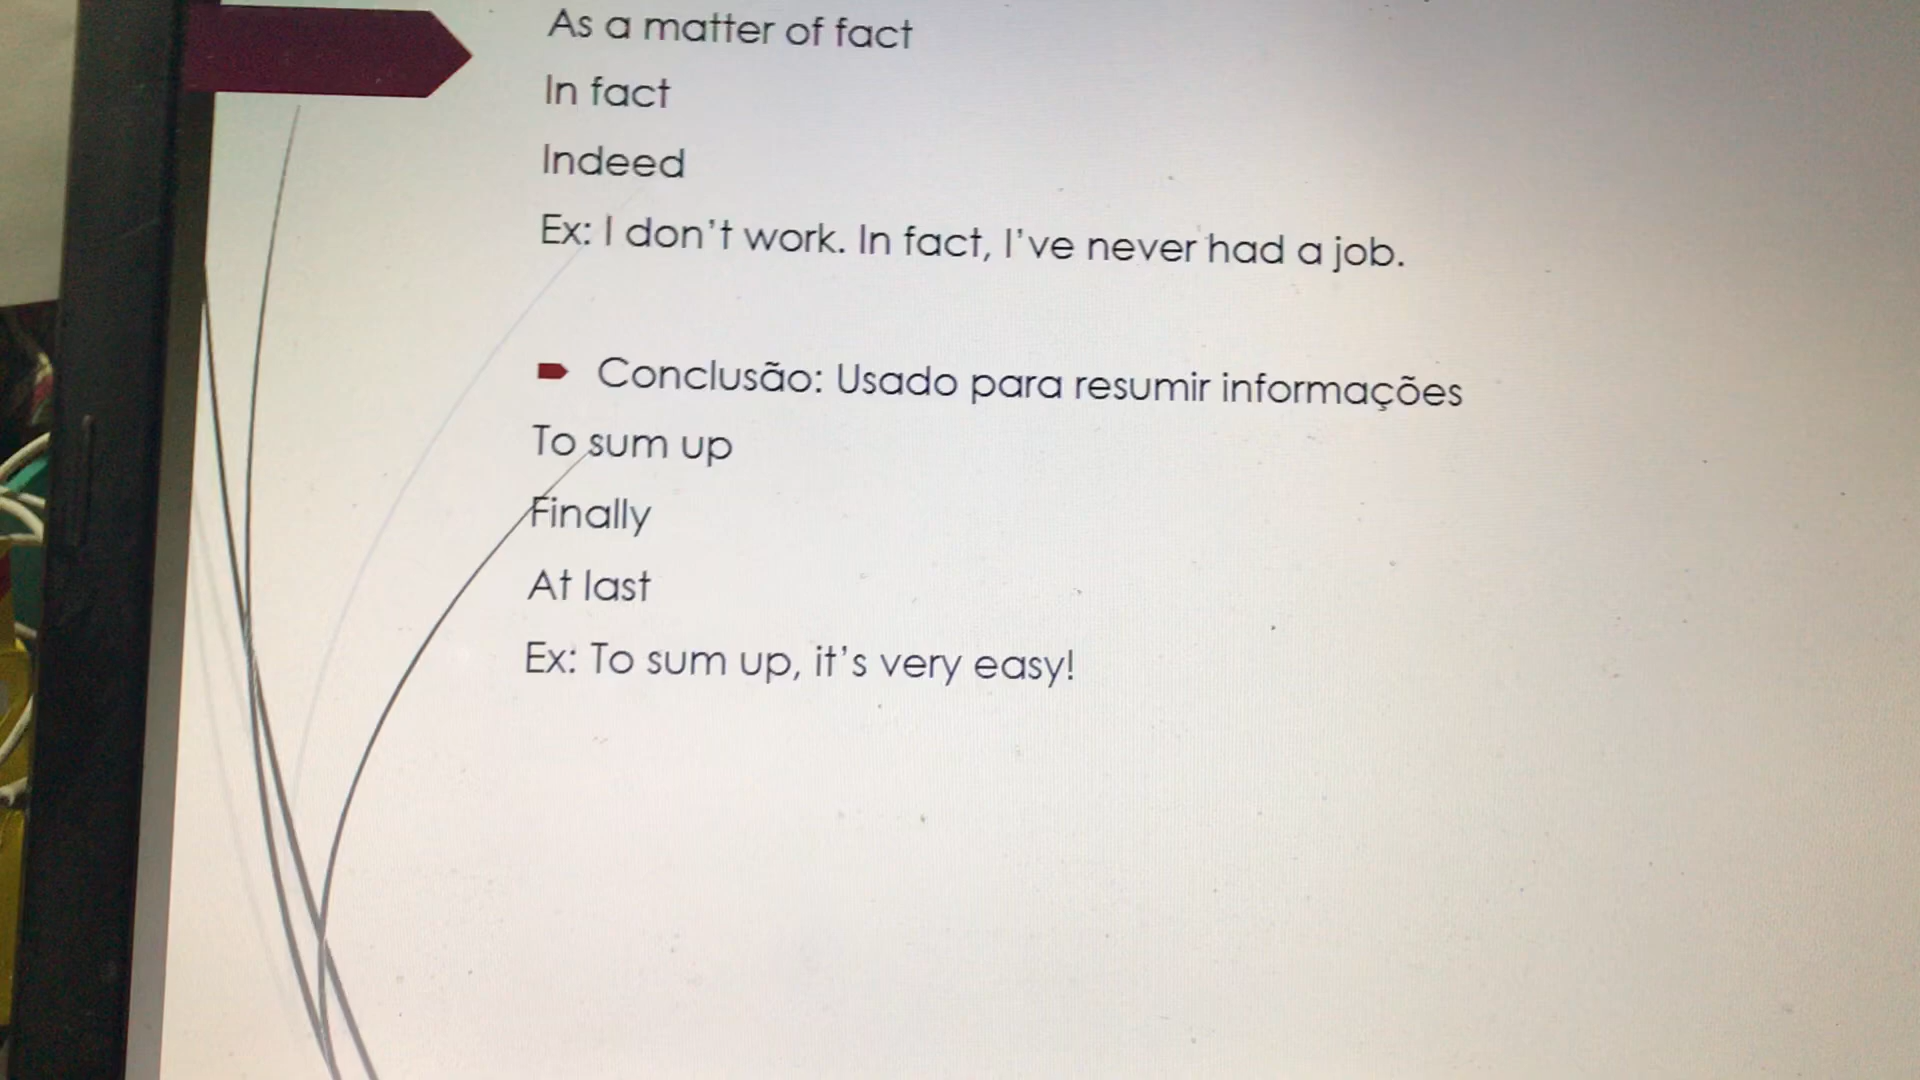 As a matter of fact
In fact
Indeed
Ex: I don't work. In fact, I've never had a job.
Conclusão: Usado para resumir informações
To sum up
Finally
At last
Ex: To sum up, it's very easy!